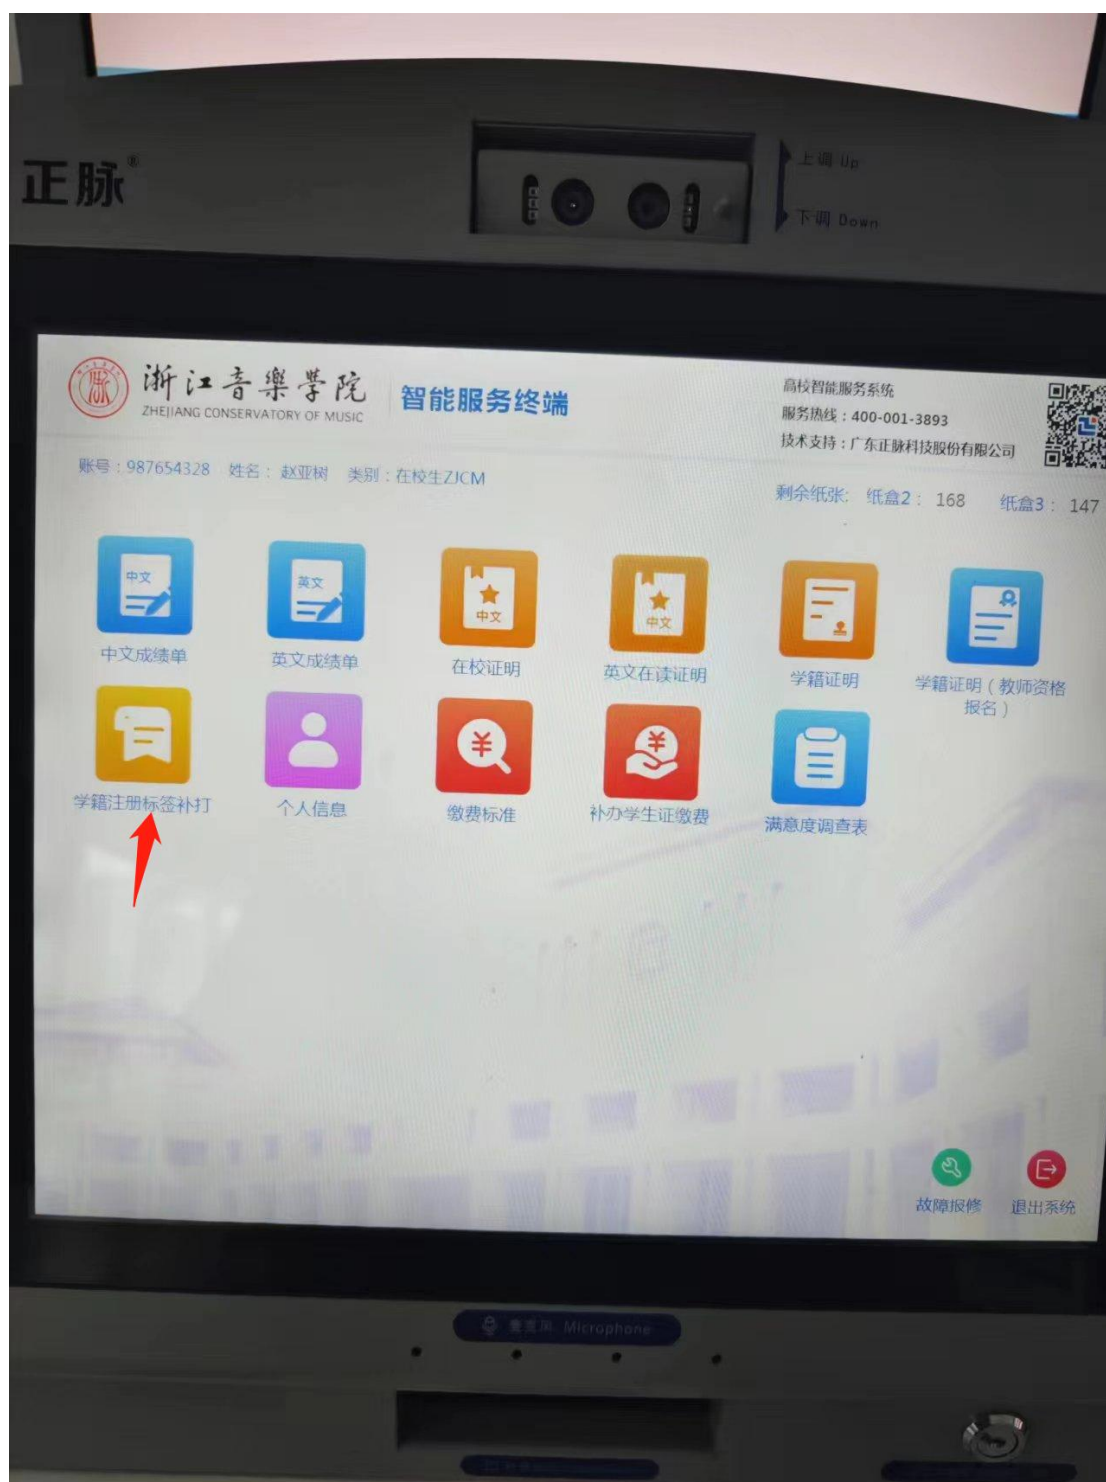 正脉®
上调 Up
下调 Down
浙江音樂学院
ZHEJIANG CONSERVATORY OF MUSIC
智能服务终端
高校智能服务系统
服务热线：400-001-3893
技术支持：广东正脉科技股份有限公司
账号：987654328 姓名：赵亚树 类别：在校生ZJCM
剩余纸张: 纸盒2： 168 纸盒3： 147
中文
英文
中文
中文
中文成绩单
英文成绩单
在校证明
英文在读证明
学籍证明
学籍证明（教师资格
报名）
学籍注册标签补打
个人信息
缴费标准
补办学生证缴费
满意度调查表
故障报修
退出系统
麦克风 Microphone